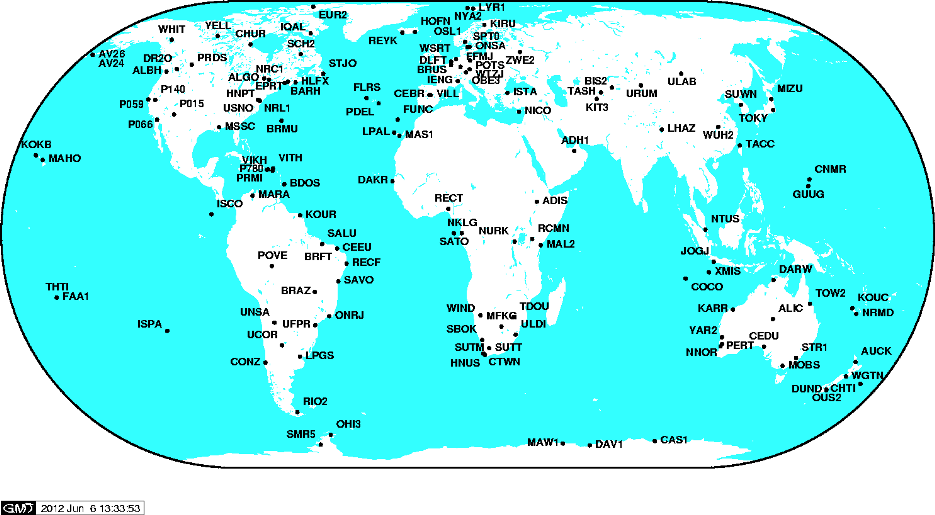 EUR2
LYR1
NYA2
HOFN
KIRU
OSL1
REYK
SPT0
ONSA
WSRT
EFMJ
ZWE2
DLFT
POTS
BRUS
WTZJ
OBE3
IENG
WHIT
YELL
CHUR
IQAL
SCH2
AV26
AV24
DR2O
PRDS
ALBH
NRC1
STJO
ALGO
EPRT
HLFX
BARH
HNPT
P059
P140
P015
USNO
NRL1
P066
MSSC
BRMU
FLRS
PDEL
CEBR
VILL
FUNC
ISTA
NICO
LPAL
MAS1
BIS2
TASH
KIT3
URUM
ULAB
SUWN
MIZU
TOKY
LHAZ
WUH2
TACC
ADH1
KOKB
MAHO
VIKH
VITH
P780
PRMI
BDOS
MARA
DAKR
RECT
ADIS
CNMR
GUUG
ISCO
KOUR
NKLG
SATO
NURK
RCMN
MAL2
NTUS
SALU
CEEU
BRFT
RECF
POVE
SAVO
BRAZ
JOGJ
XMIS
COCO
DARW
THTI
FAA1
ISPA
UNSA
UFPR
ONRJ
UCOR
LPGS
CONZ
WIND
MFKG
TDOU
SBOK
ULDI
SUTM
SUTT
HNUS
CTWN
KARR
ALIC
TOW2
KOUC
NRMD
YAR2
CEDU
NNOR
PERT
STR1
MOBS
AUCK
WGTN
DUND
CHTI
OUS2
RIO2
SMR5
OHI3
MAW1
DAV1
CAS1
GMT 2012 Jun 6 13:33:53